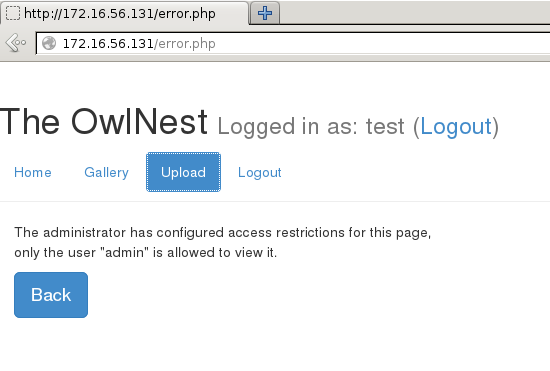 http://172.16.56.131/error.php
172.16.56.131/error.php
The OwlNest Logged in as: test (Logout)
Home Gallery Upload Logout
The administrator has configured access restrictions for this page,
only the user "admin" is allowed to view it.
Back